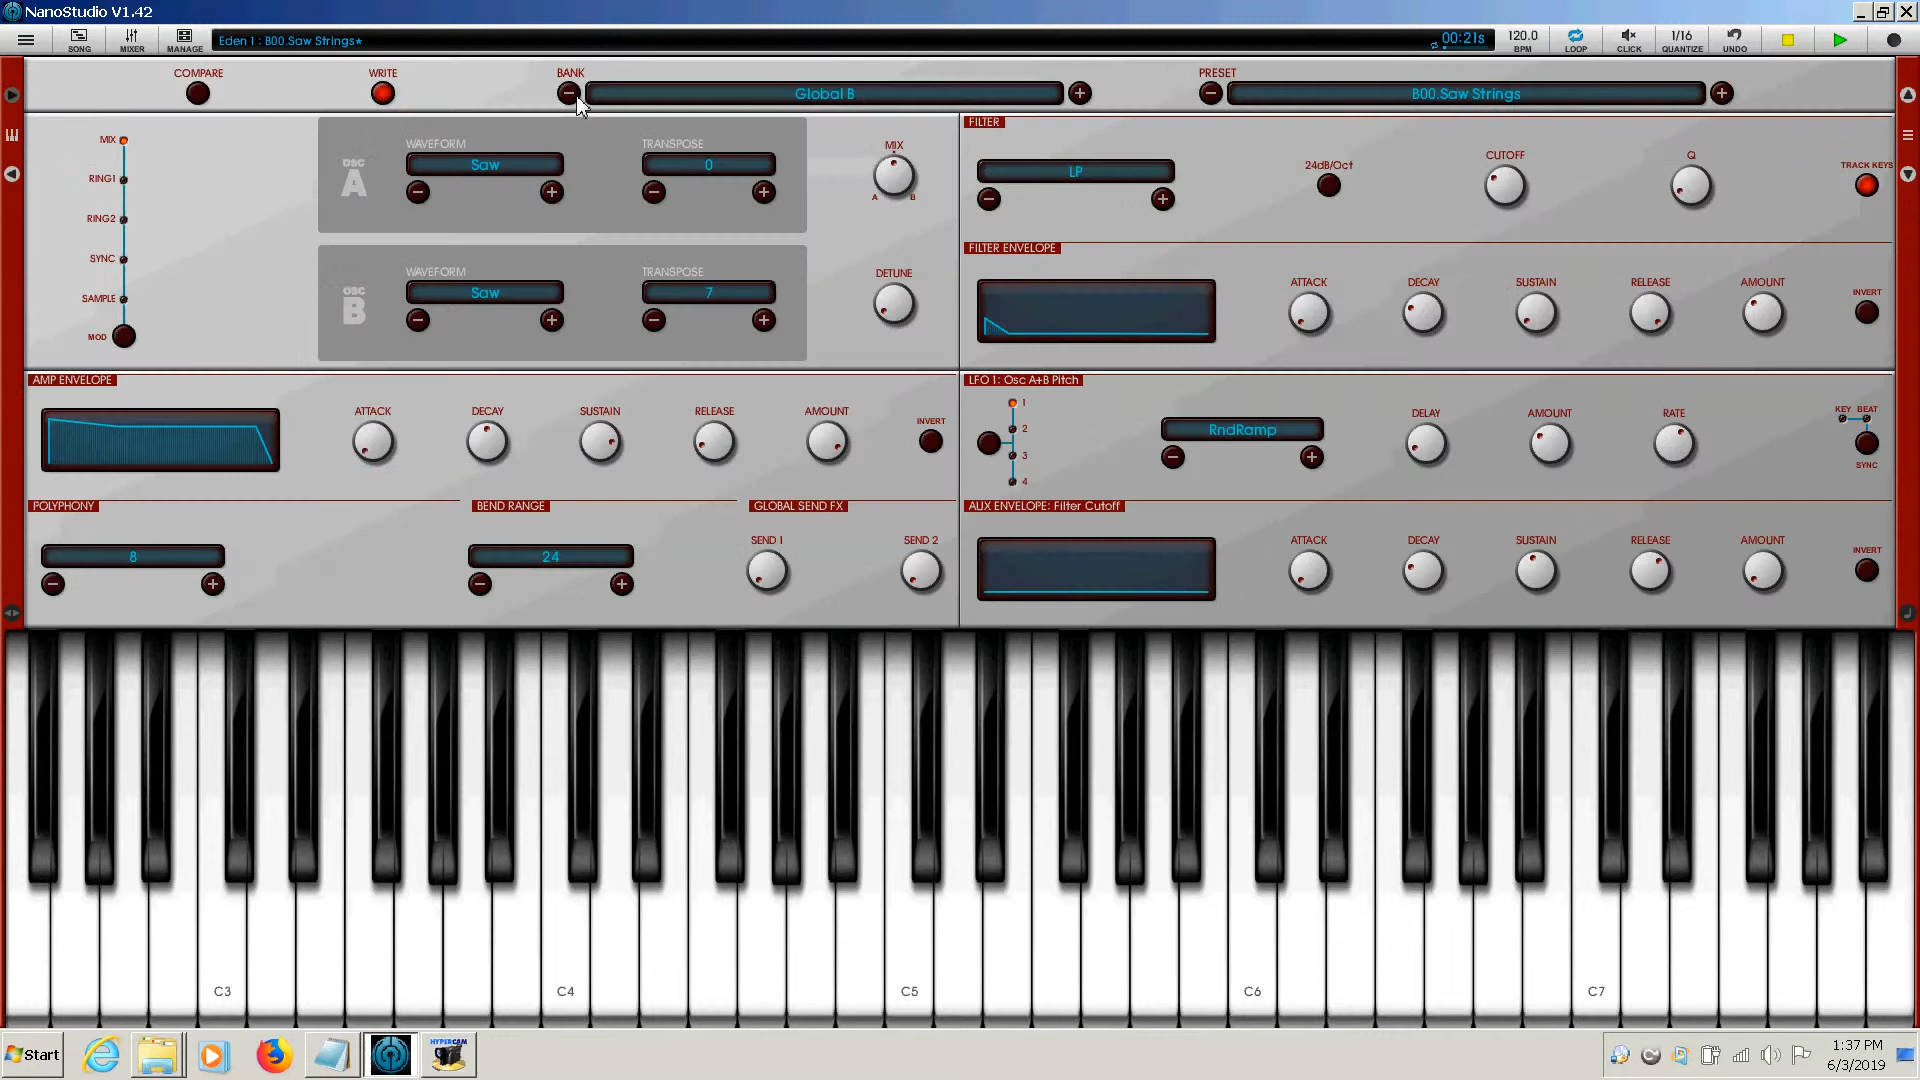 NanoStudio V1.42
SONG MIXER MANAGE Eden 1 : B00.Saw Strings* 00:21s 120.0 BPM LOOP CLICK 1/16 QUANTIZE UNDO
COMPARE WRITE BANK Global B PRESET B00.Saw Strings
MIX
RING1
RING2
SYNC
SAMPLE
MOD
OSC A
WAVEFORM TRANSPOSE
Saw 0
OSC B
WAVEFORM TRANSPOSE
Saw 7
MIX
A B
DETUNE
FILTER
LP 24dB/Oct CUTOFF Q TRACK KEYS
FILTER ENVELOPE
ATTACK DECAY SUSTAIN RELEASE AMOUNT INVERT
AMP ENVELOPE
ATTACK DECAY SUSTAIN RELEASE AMOUNT INVERT
LFO 1: Osc A+B Pitch
1
2
3
4
RndRamp DELAY AMOUNT RATE KEY BEAT
SYNC
POLYPHONY BEND RANGE GLOBAL SEND FX
8 24 SEND 1 SEND 2
AUX ENVELOPE: Filter Cutoff
ATTACK DECAY SUSTAIN RELEASE AMOUNT INVERT
C3 C4 C5 C6 C7
Start HYPERCAM 1:37 PM
6/3/2019